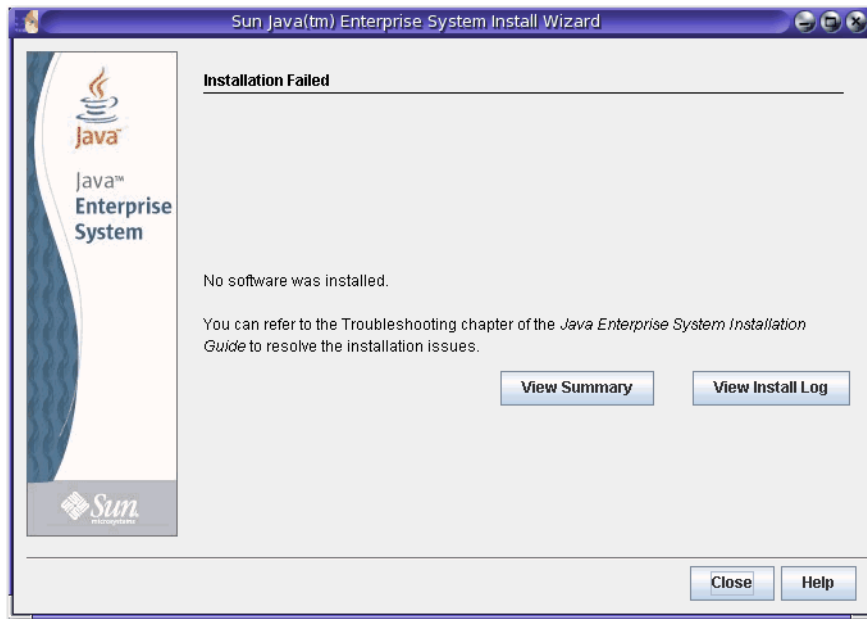 Sun Java(tm) Enterprise System Install Wizard
Java™
Java™
Enterprise
System
Sun
microsystems
Installation Failed
No software was installed.
You can refer to the Troubleshooting chapter of the Java Enterprise System Installation
Guide to resolve the installation issues.
View Summary
View Install Log
Close
Help